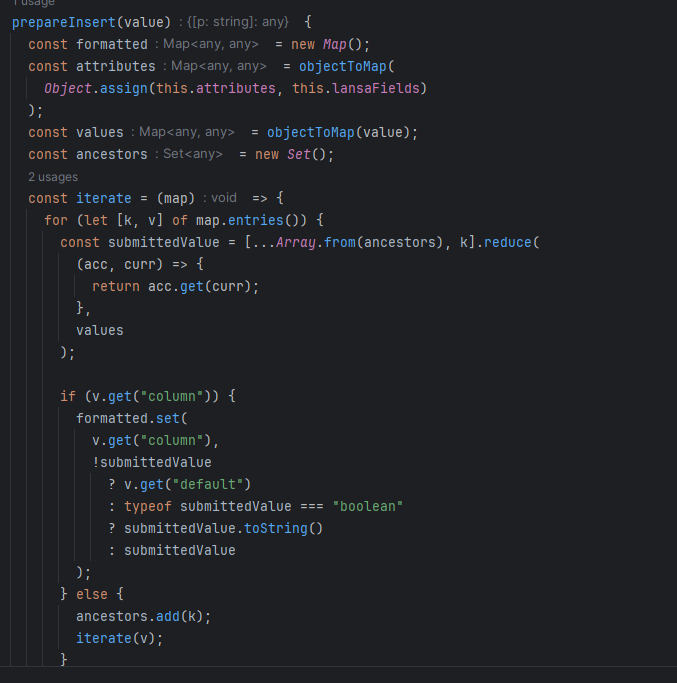 1 usage
prepareInsert(value) : {[p: string]: any} {
const formatted : Map<any, any> = new Map();
const attributes : Map<any, any> = objectToMap(
Object.assign(this.attributes, this.lansaFields)
);
const values : Map<any, any> = objectToMap(value);
const ancestors : Set<any> = new Set();
2 usages
const iterate = (map) : void => {
for (let [k, v] of map.entries()) {
const submittedValue = [...Array.from(ancestors), k].reduce(
(acc, curr) => {
return acc.get(curr);
},
values
);
if (v.get("column")) {
formatted.set(
v.get("column"),
!submittedValue
? v.get("default")
: typeof submittedValue === "boolean"
? submittedValue.toString()
: submittedValue
);
} else {
ancestors.add(k);
iterate(v);
}